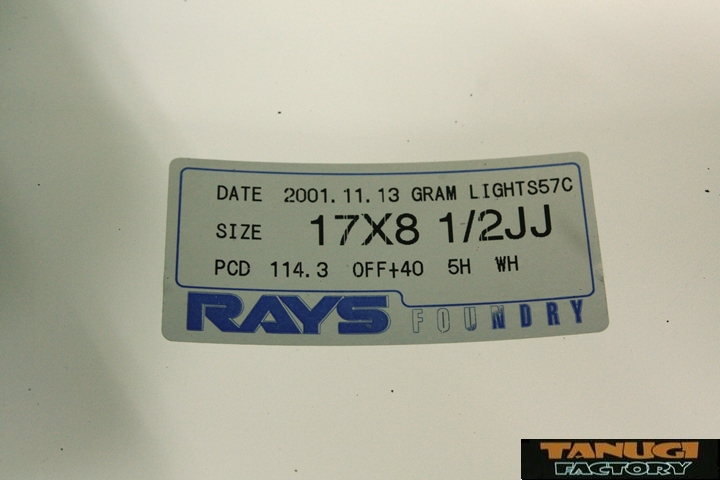 DATE 2001.11.13 GRAM LIGHTS57C
SIZE 17X8 1/2JJ
PCD 114.3 OFF+40 5H WH
RAYS FOUNDRY
TANUGI
FACTORY